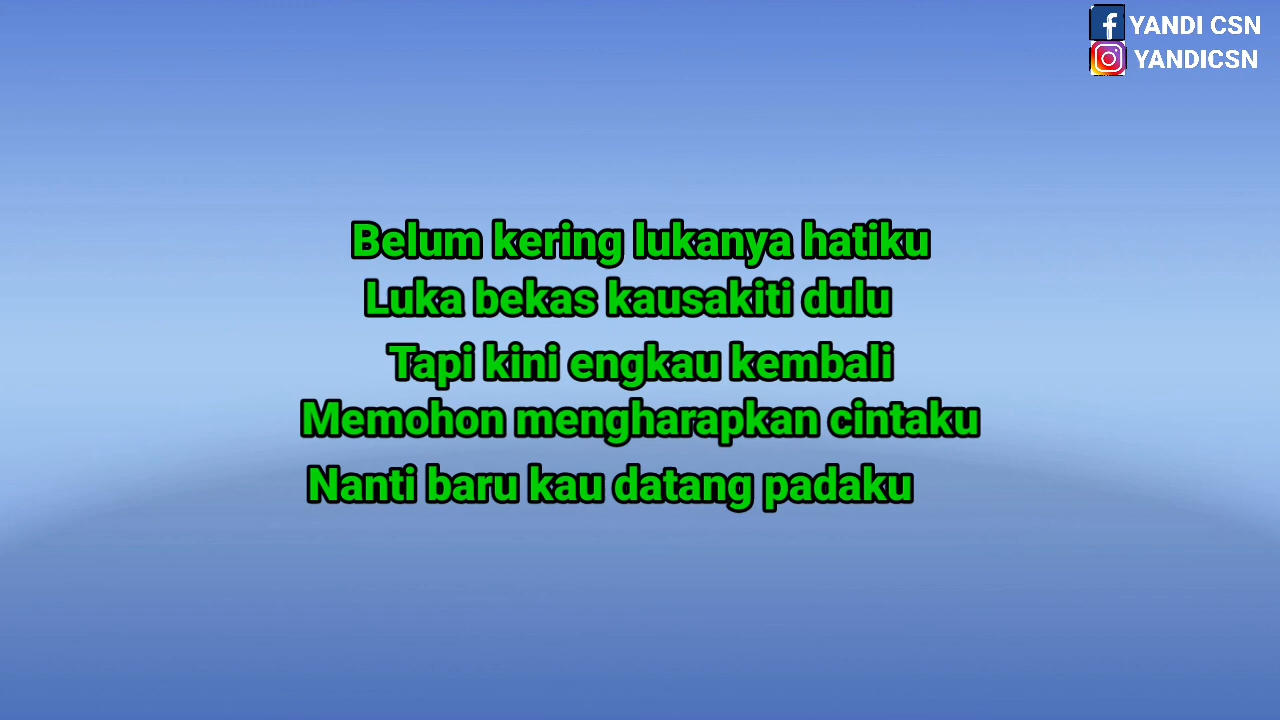 YANDI CSN
YANDICSN
Belum kering lukanya hatiku
Luka bekas kausakiti dulu
Tapi kini engkau kembali
Memohon mengharapkan cintaku
Nanti baru kau datang padaku